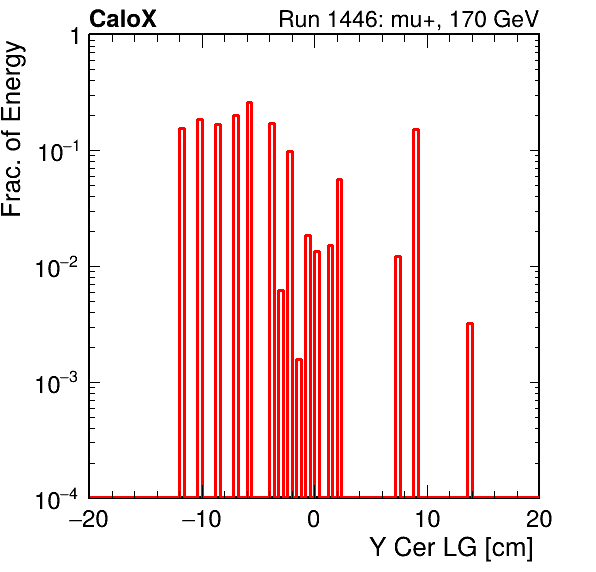 CaloX Run 1446: mu+, 170 GeV
Frac. of Energy
1
10⁻¹
10⁻²
10⁻³
10⁻⁴
−20 −10 0 10 20
Y Cer LG [cm]